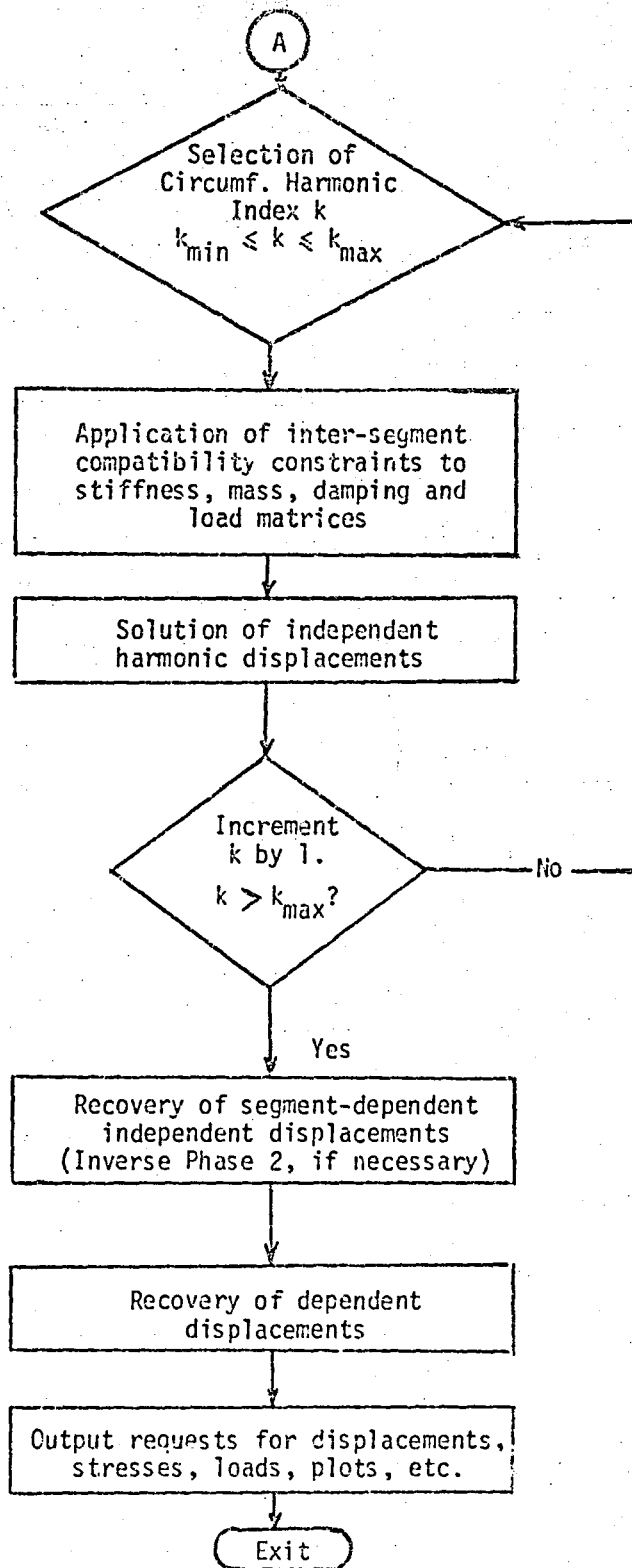 A
Selection of
Circumf. Harmonic
Index k
k_min ≤ k ≤ k_max
Application of inter-segment
compatibility constraints to
stiffness, mass, damping and
load matrices
Solution of independent
harmonic displacements
Increment
k by 1.
k > k_max?
No
Yes
Recovery of segment-dependent
independent displacements
(Inverse Phase 2, if necessary)
Recovery of dependent
displacements
Output requests for displacements,
stresses, loads, plots, etc.
Exit